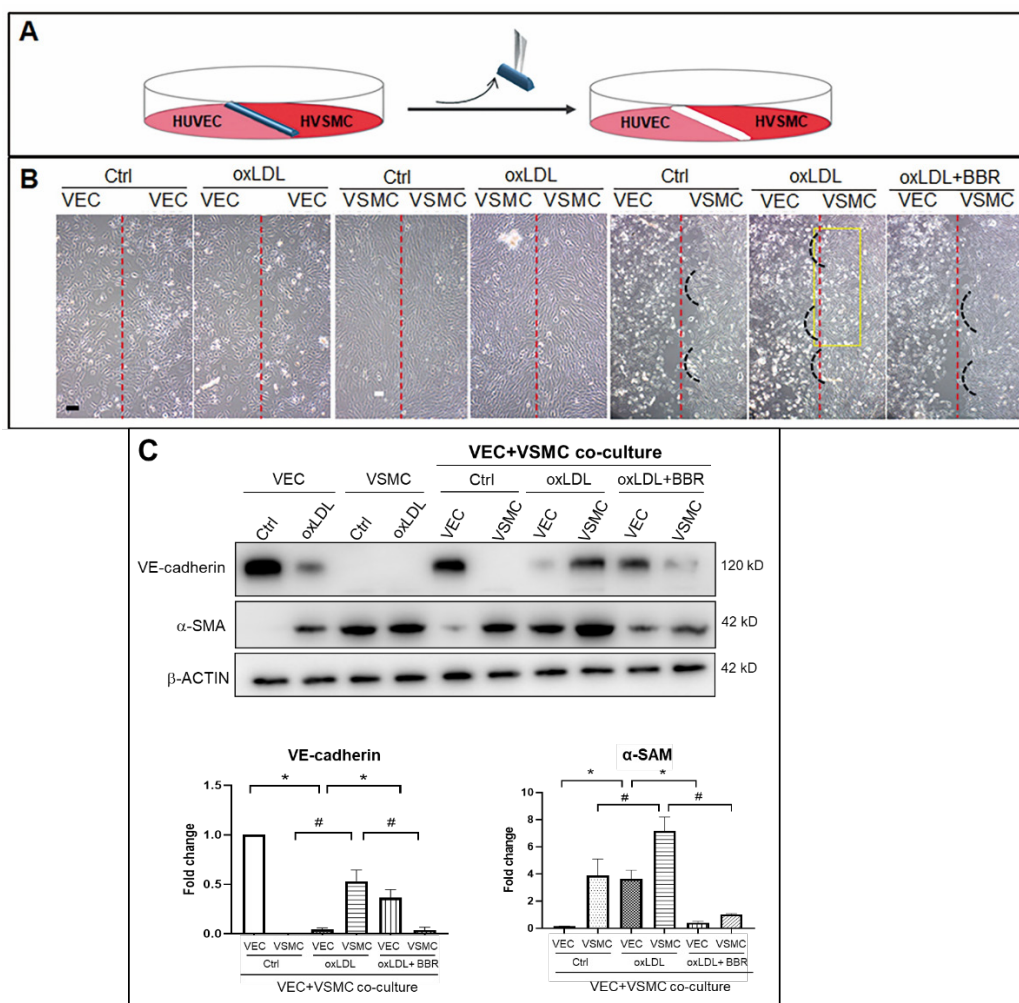 A
HUVEC HVSMC HUVEC HVSMC
B
Ctrl oxLDL Ctrl oxLDL Ctrl oxLDL oxLDL+BBR
VEC VEC VEC VEC VSMC VSMC VSMC VSMC VEC VSMC VEC VSMC VEC VSMC
C
VEC+VSMC co-culture
VEC VSMC Ctrl oxLDL oxLDL+BBR
Ctrl oxLDL Ctrl oxLDL VEC VSMC VEC VSMC VEC VSMC
VE-cadherin 120 kD
α-SMA 42 kD
β-ACTIN 42 kD
VE-cadherin
* *
# #
Fold change
1.5
1.0
0.5
0.0
VEC VSMC VEC VSMC VEC VSMC
Ctrl oxLDL oxLDL+ BBR
VEC+VSMC co-culture
α-SAM
* *
# #
Fold change
10
8
6
4
2
0
VEC VSMC VEC VSMC VEC VSMC
Ctrl oxLDL oxLDL+ BBR
VEC+VSMC co-culture